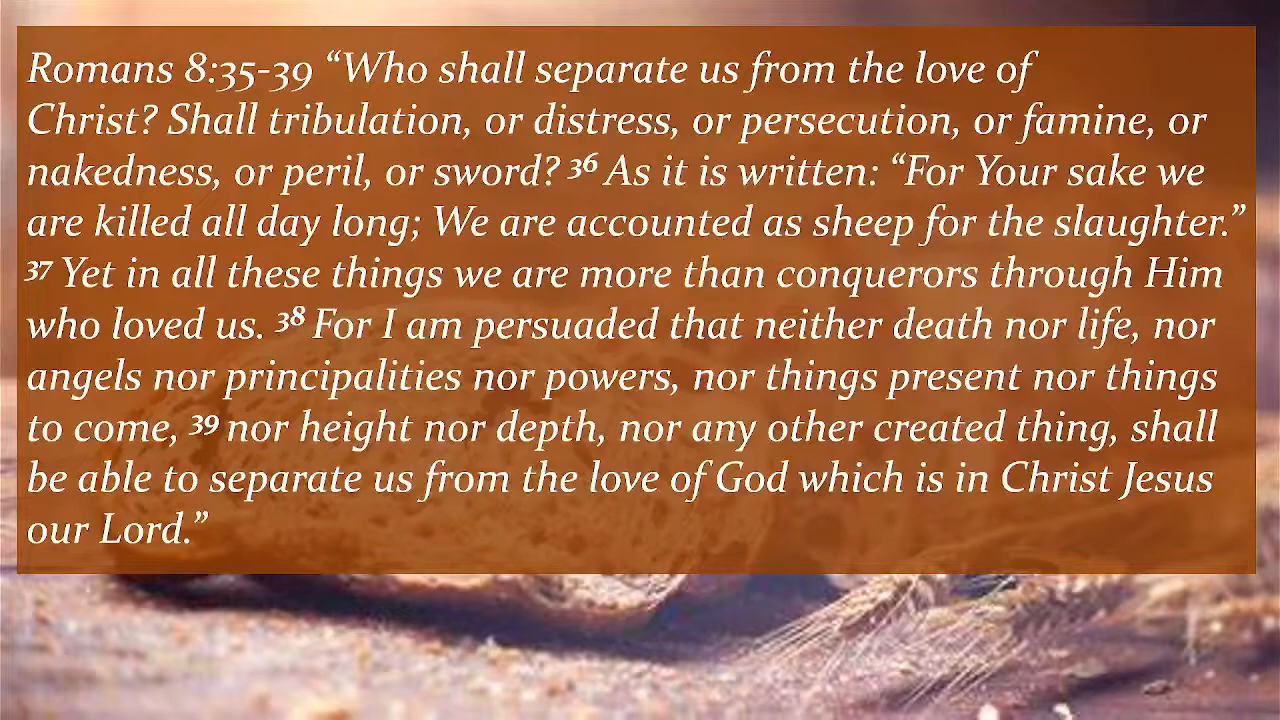 Romans 8:35-39 “Who shall separate us from the love of
Christ? Shall tribulation, or distress, or persecution, or famine, or
nakedness, or peril, or sword? 36 As it is written: “For Your sake we
are killed all day long; We are accounted as sheep for the slaughter.”
37 Yet in all these things we are more than conquerors through Him
who loved us. 38 For I am persuaded that neither death nor life, nor
angels nor principalities nor powers, nor things present nor things
to come, 39 nor height nor depth, nor any other created thing, shall
be able to separate us from the love of God which is in Christ Jesus
our Lord.”